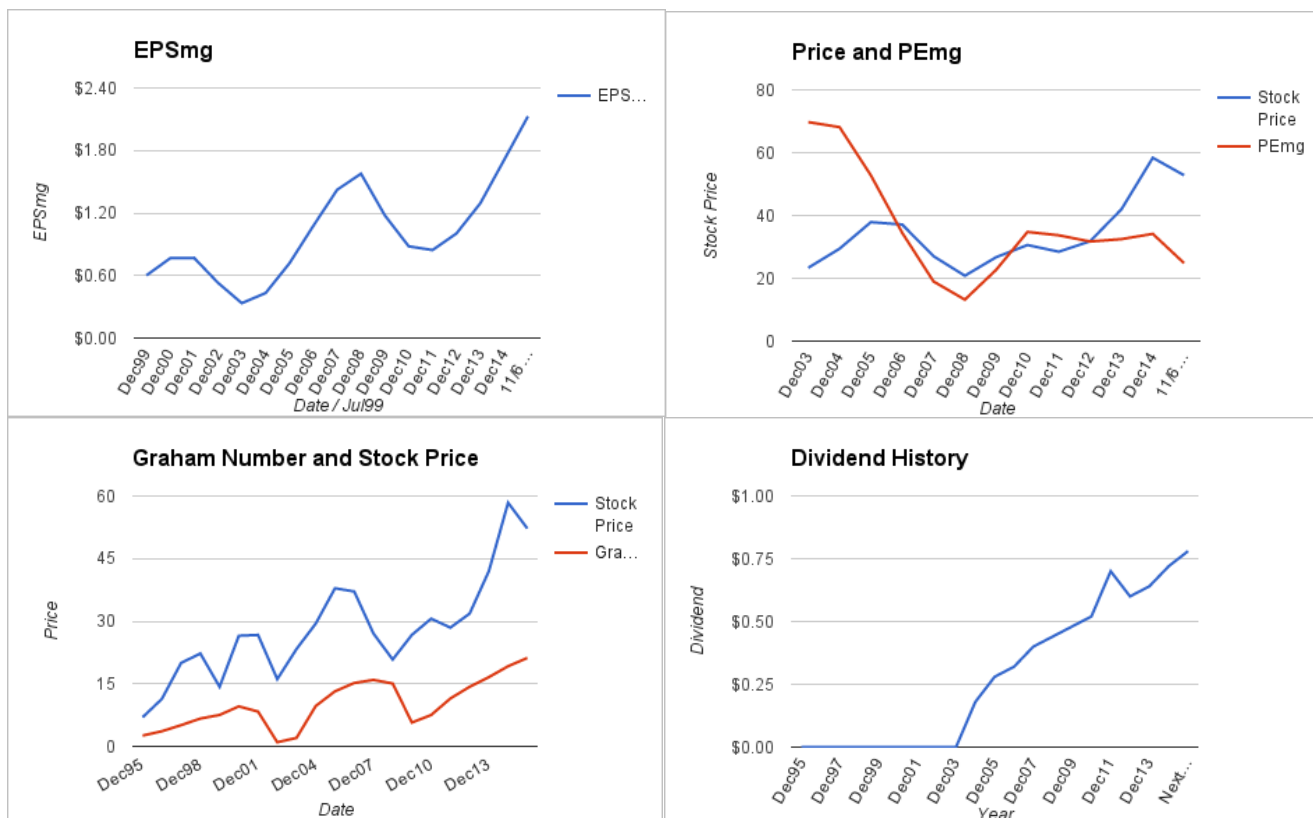 EPSmg
$2.40
$1.80
$1.20
$0.60
$0.00
EPSmg
EPS...
Dec99
Dec00
Dec01
Dec02
Dec03
Dec04
Dec05
Dec06
Dec07
Dec08
Dec09
Dec10
Dec11
Dec12
Dec13
Dec14
11/6...
Date / Jul99
Price and PEmg
80
60
40
20
0
Stock Price
Stock
Price
PEmg
Dec03
Dec04
Dec05
Dec06
Dec07
Dec08
Dec09
Dec10
Dec11
Dec12
Dec13
Dec14
11/6...
Date
Graham Number and Stock Price
60
45
30
15
0
Price
Stock
Price
Gra...
Dec95
Dec98
Dec01
Dec04
Dec07
Dec10
Dec13
Date
Dividend History
$1.00
$0.75
$0.50
$0.25
$0.00
Dividend
Dec95
Dec97
Dec99
Dec01
Dec03
Dec05
Dec07
Dec09
Dec11
Dec13
Next...
Year